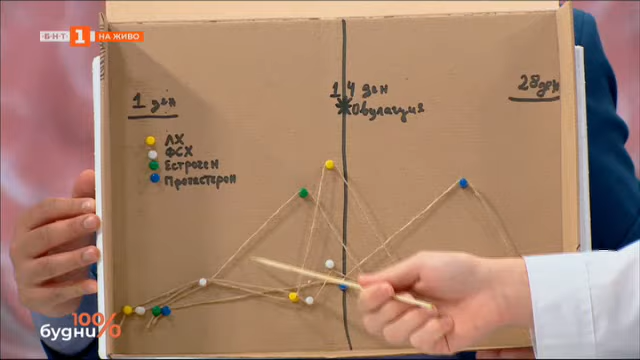 БНТ 1 НА ЖИВО
1 ден
14 ден
Овулация
28 ден
ЛХ
ФСХ
Естроген
Прогестерон
100%
будни